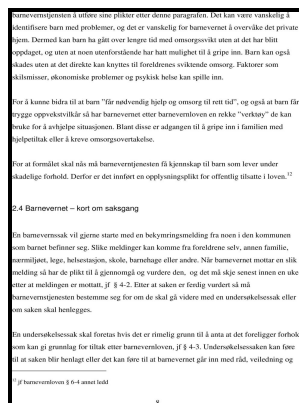 barnevernstjensten å utføre sine plikter etter denne paragrafen. Det kan være vanskelig å
identifisere barn med problemer, og det er vanskelig for barnevernet å overvåke det private
hjem. Dermed kan barn ha gått over lengre tid med omsorgssvikt uten at det har blitt
oppdaget, og uten at noen utenforstående har hatt mulighet til å gripe inn. Barn kan også
skades uten at det direkte kan knyttes til foreldrenes sviktende omsorg. Faktorer som
skilsmisser, økonomiske problemer og psykisk helse kan spille inn.
For å kunne bidra til at barn "får nødvendig hjelp og omsorg til rett tid", og også at barn får
trygge oppvekstvilkår så har barnevernet etter barnevernloven en rekke "verktøy" de kan
bruke for å avhjelpe situasjonen. Blant disse er adgangen til å gripe inn i familien med
hjelpetiltak eller å kreve omsorgsovertakelse.
For at formålet skal nås må barneverntjenesten få kjennskap til barn som lever under
skadelige forhold. Derfor er det innført en opplysningsplikt for offentlig tilsatte i loven.12
2.4 Barnevernet – kort om saksgang
En barnevernssak vil gjerne starte med en bekymringsmelding fra noen i den kommunen
som barnet befinner seg. Slike meldinger kan komme fra foreldrene selv, annen familie,
nærmiljøet, lege, helsestasjon, skole, barnehage eller andre. Når barnevernet mottar en slik
melding så har de plikt til å gjennomgå og vurdere den, og det må skje senest innen en uke
etter at meldingen er mottatt, jf § 4-2. Etter at saken er ferdig vurdert så må
barnevernstjenesten bestemme seg for om de skal gå videre med en undersøkelsessak eller
om saken skal henlegges.
En undersøkelsessak skal foretas hvis det er rimelig grunn til å anta at det foreligger forhold
som kan gi grunnlag for tiltak etter barnevernloven, jf § 4-3. Undersøkelsessaken kan føre
til at saken blir henlagt eller det kan føre til at barnevernet går inn med råd, veiledning og
12 jf barnevernloven § 6-4 annet ledd
8